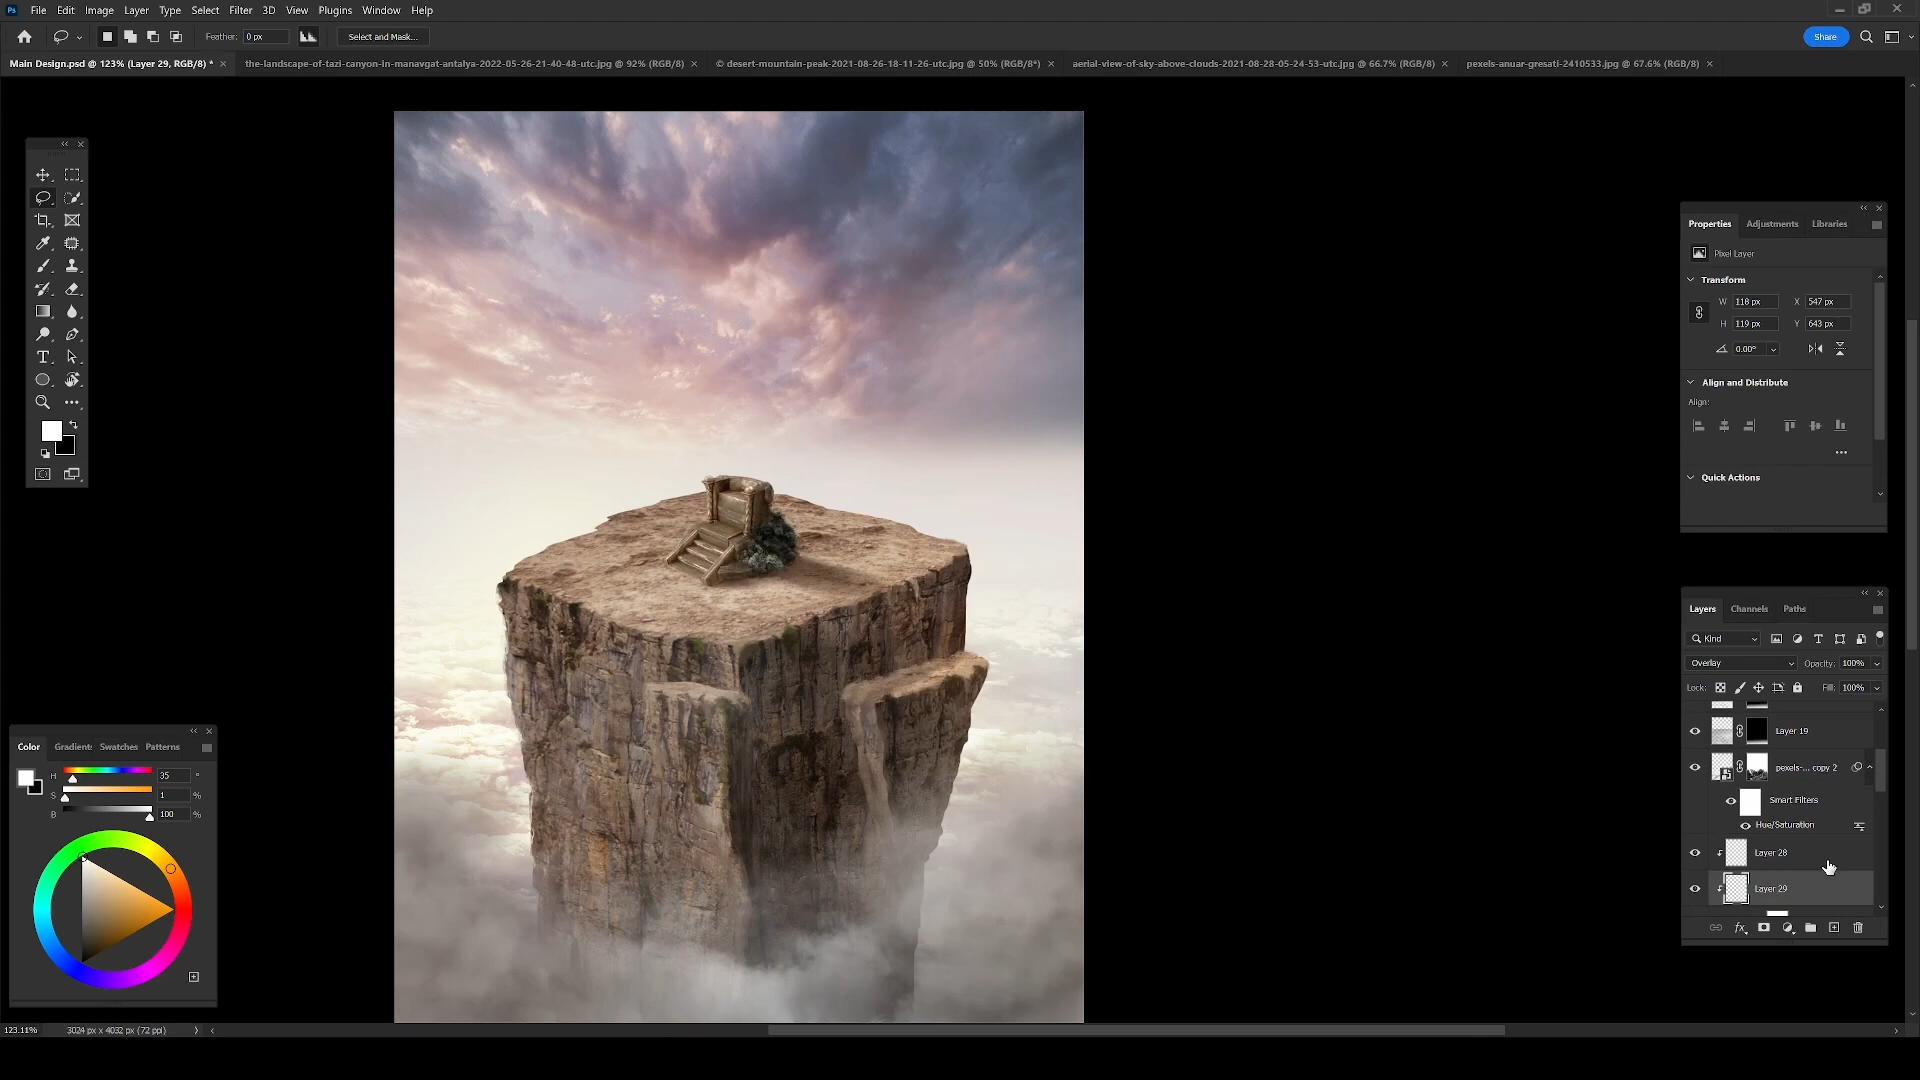 Ps File Edit Image Layer Type Select Filter 3D View Plugins Window Help
Feather: 0 px Select and Mask... Share
Main Design.psd @ 123% (Layer 29, RGB/8) * the-landscape-of-tazi-canyon-in-manavgat-antalya-2022-05-26-21-40-48-utc.jpg @ 92% (RGB/8) © desert-mountain-peak-2021-08-26-18-11-26-utc.jpg @ 50% (RGB/8*) aerial-view-of-sky-above-clouds-2021-08-28-05-24-53-utc.jpg @ 66.7% (RGB/8) pexels-anuar-gresati-2410533.jpg @ 67.6% (RGB/8)
Properties Adjustments Libraries
Pixel Layer
Transform
W 118 px X 547 px
H 119 px Y 643 px
0.00°
Align and Distribute
Align:
Quick Actions
Layers Channels Paths
Kind
Overlay Opacity: 100%
Lock: Fill: 100%
Layer 19
pexels-... copy 2
Smart Filters
Hue/Saturation
Layer 28
Layer 29
fx
Color Gradients Swatches Patterns
H 35 °
S 1 %
B 100 %
123.11% 3024 px x 4032 px (72 ppi)